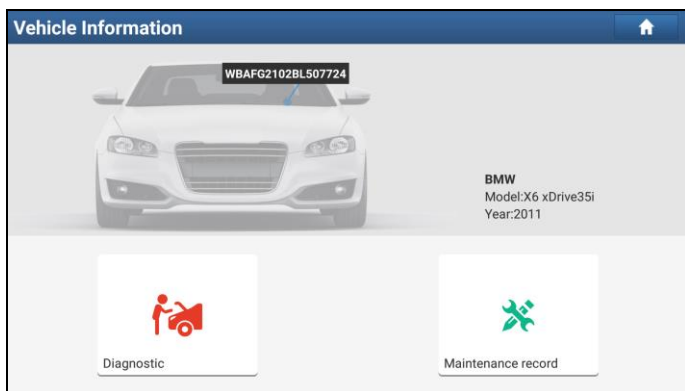 Vehicle Information
WBAFG2102BL507724
BMW
Model:X6 xDrive35i
Year:2011
Diagnostic
Maintenance record